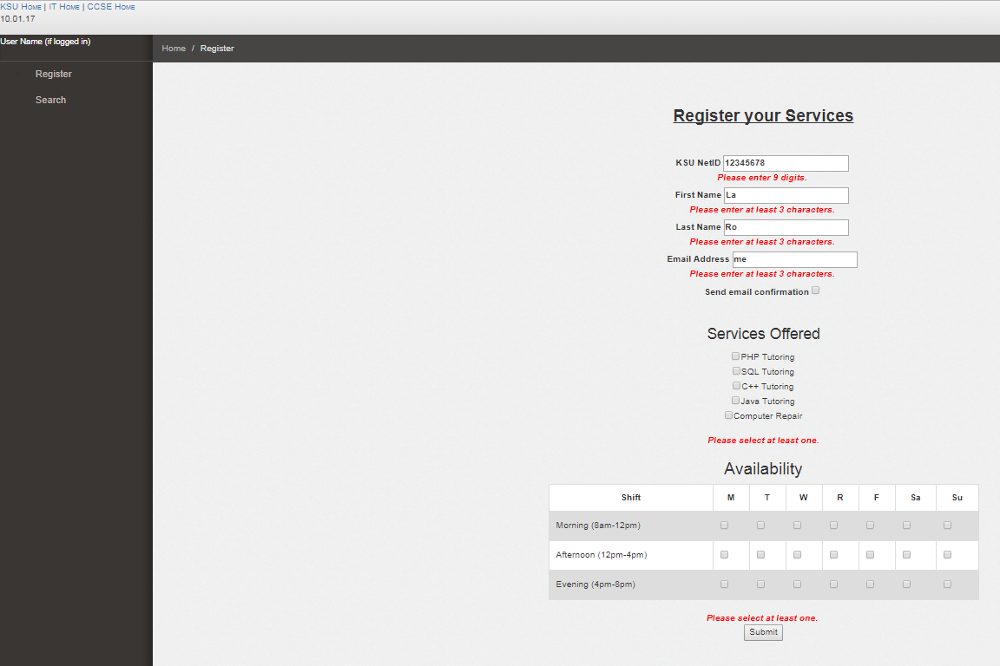 KSU Home | IT Home | CCSE Home
10.01.17
User Name (if logged in)
Home / Register
Register
Search
Register your Services
KSU NetID 12345678
Please enter 9 digits.
First Name La
Please enter at least 3 characters.
Last Name Ro
Please enter at least 3 characters.
Email Address me
Please enter at least 3 characters.
Send email confirmation
Services Offered
PHP Tutoring
SQL Tutoring
C++ Tutoring
Java Tutoring
Computer Repair
Please select at least one.
Availability
Shift M T W R F Sa Su
Morning (8am-12pm)
Afternoon (12pm-4pm)
Evening (4pm-8pm)
Please select at least one.
Submit